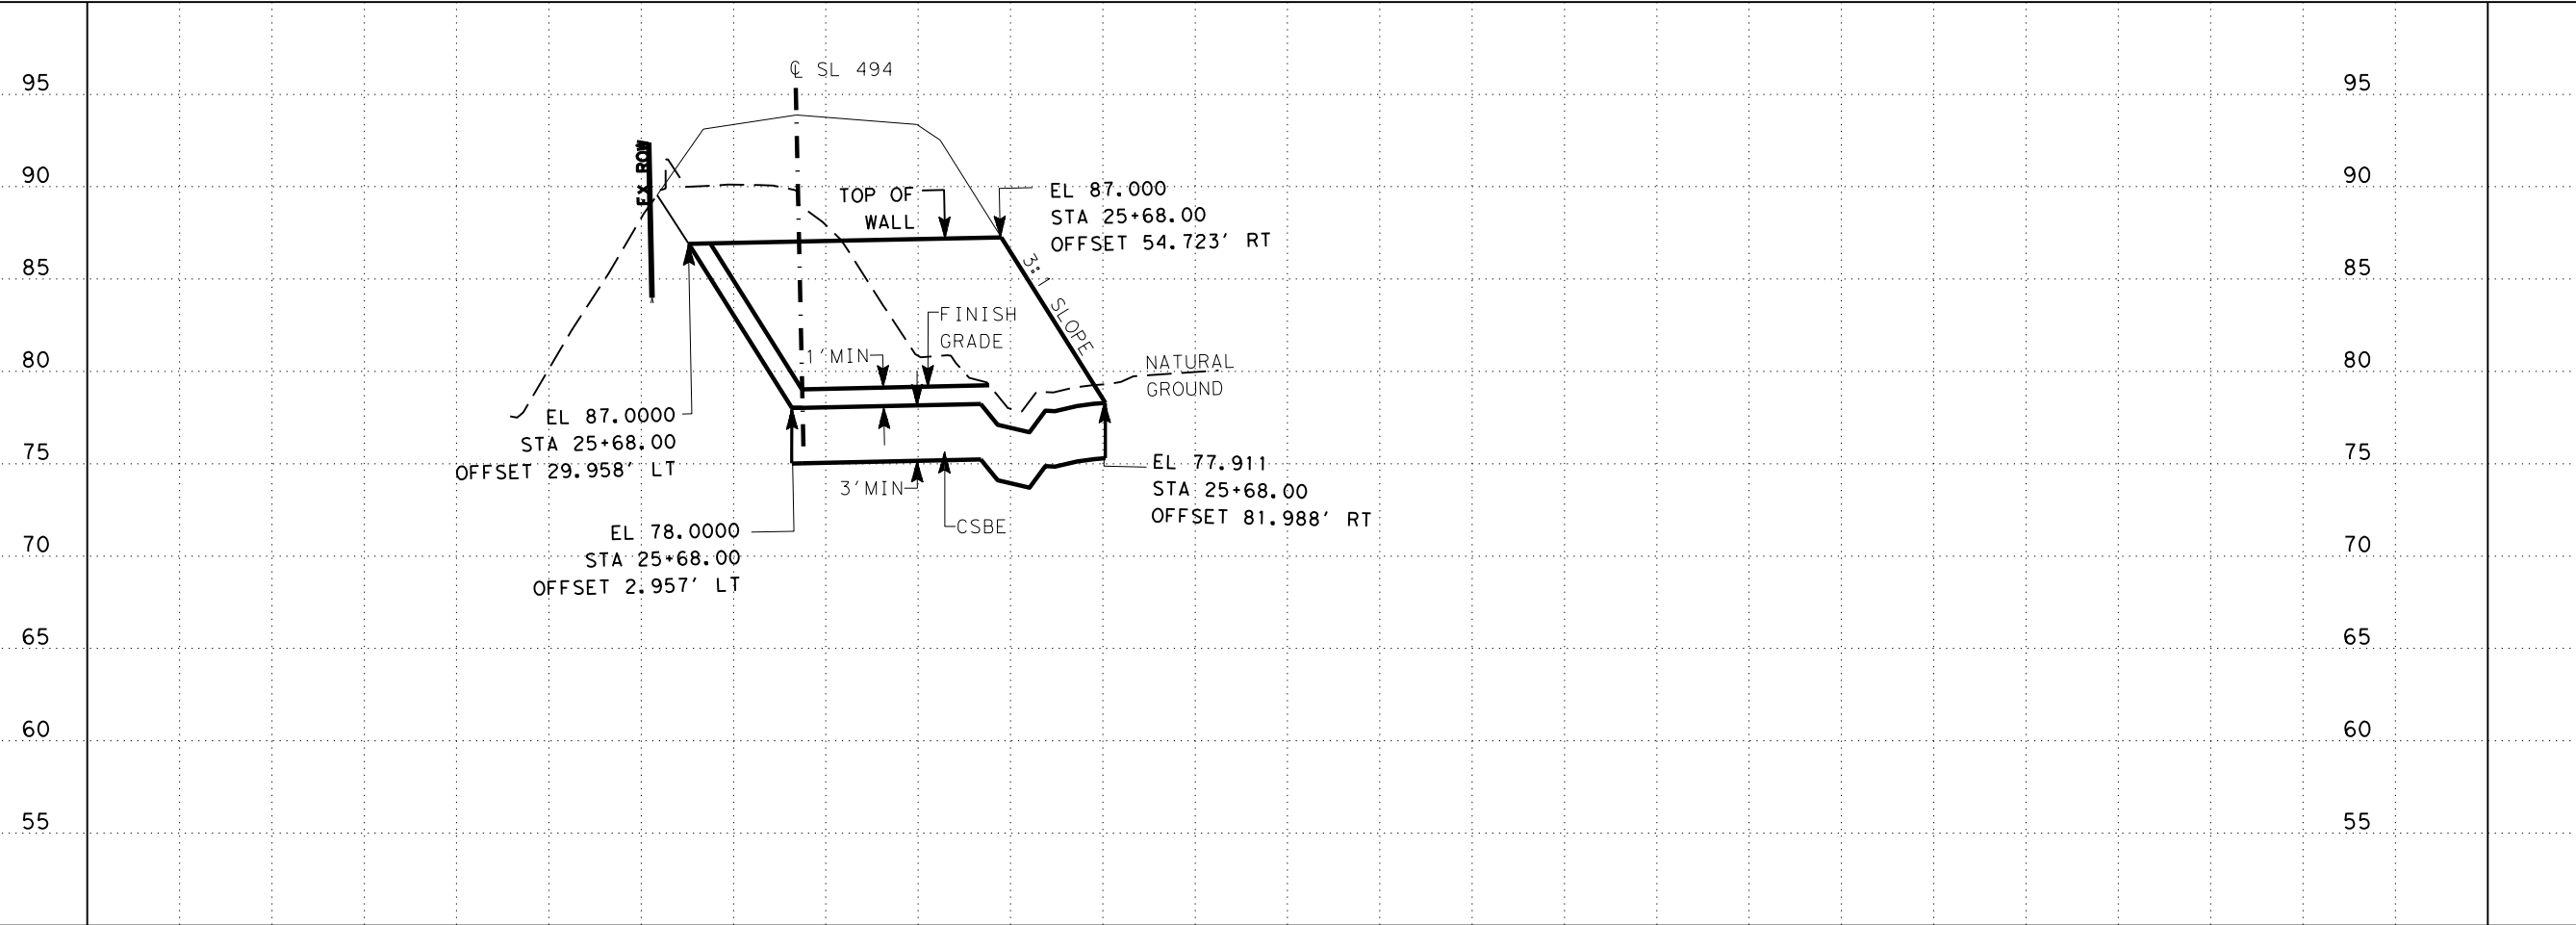 ℄ SL 494
95
95
EX ROW
90
90
TOP OF
WALL
EL 87.000
STA 25+68.00
OFFSET 54.723' RT
85
85
3:1 SLOPE
FINISH
GRADE
1'MIN
80
80
NATURAL
GROUND
EL 87.0000
STA 25+68.00
OFFSET 29.958' LT
75
75
EL 77.911
STA 25+68.00
OFFSET 81.988' RT
3'MIN
CSBE
EL 78.0000
STA 25+68.00
OFFSET 2.957' LT
70
70
65
65
60
60
55
55